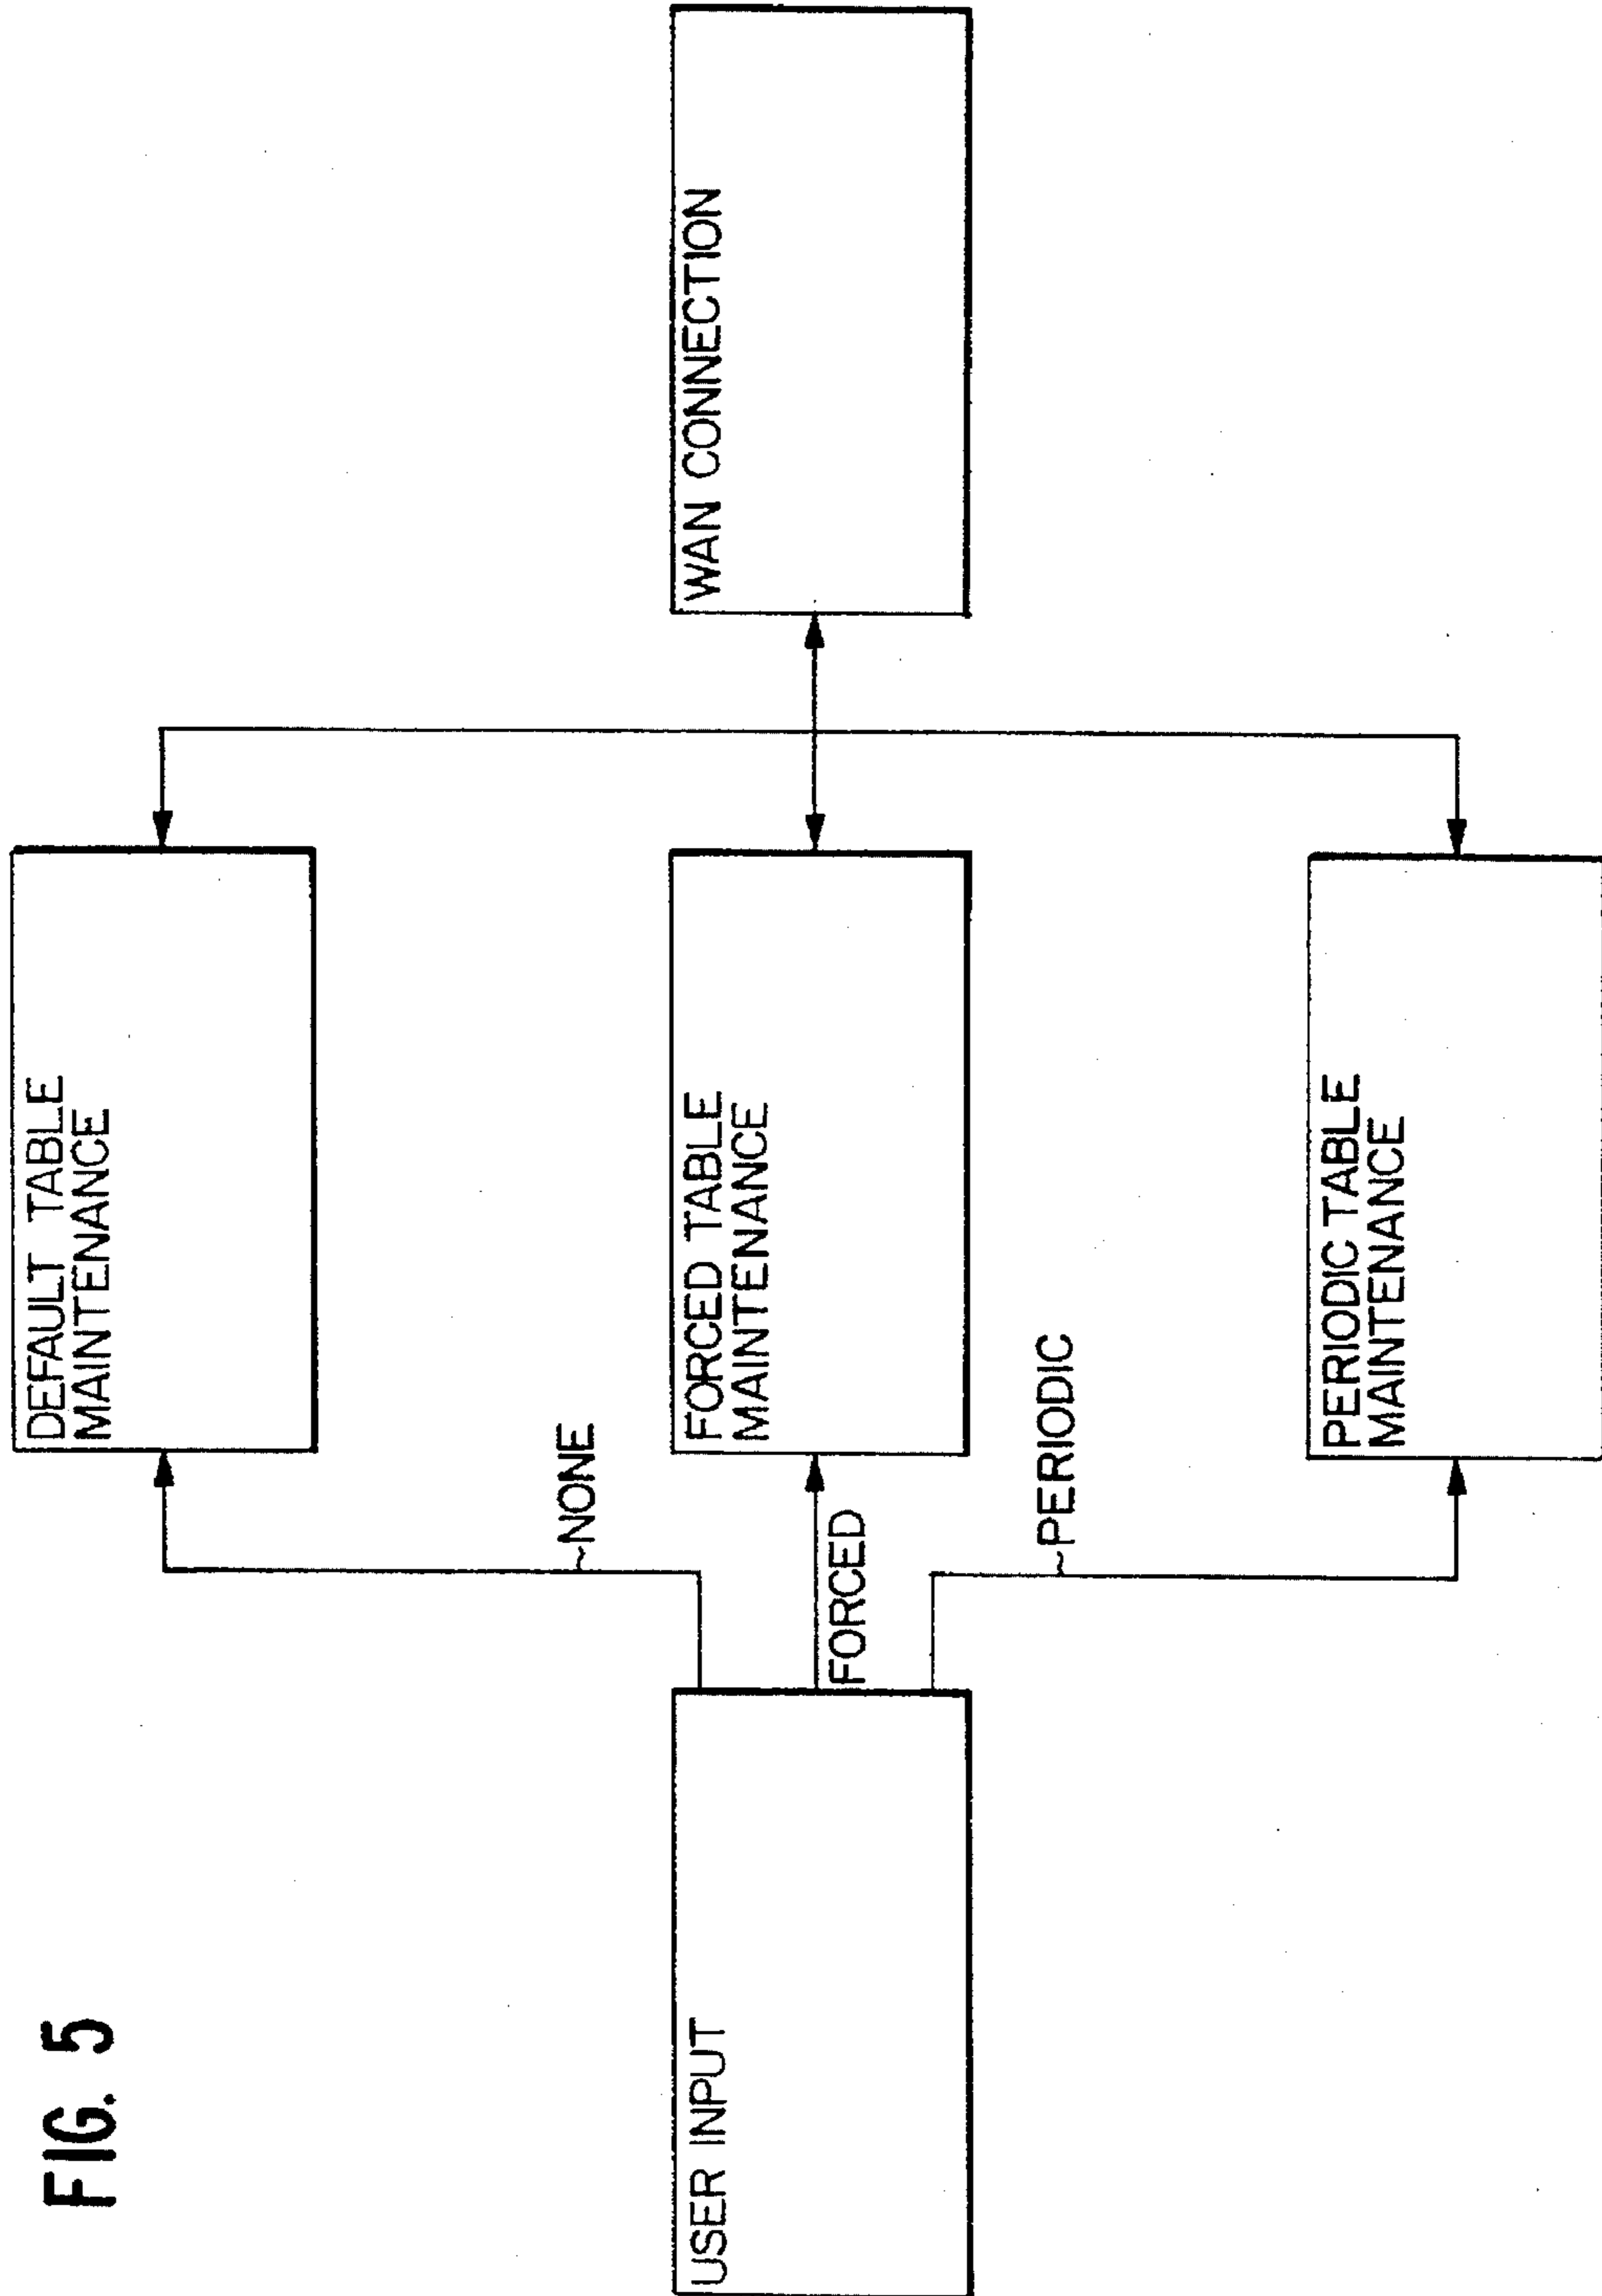 FIG. 5
USER INPUT
NONE
FORCED
PERIODIC
DEFAULT TABLE
MAINTENANCE
FORCED TABLE
MAINTENANCE
PERIODIC TABLE
MAINTENANCE
WAN CONNECTION